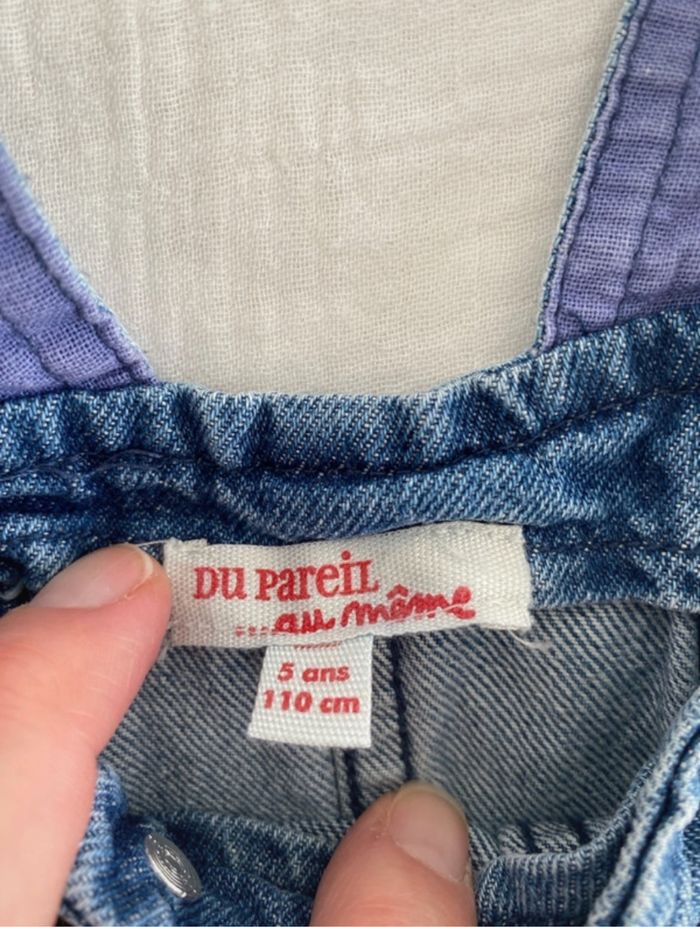 DU PAREIL
...au même
5 ans
110 cm